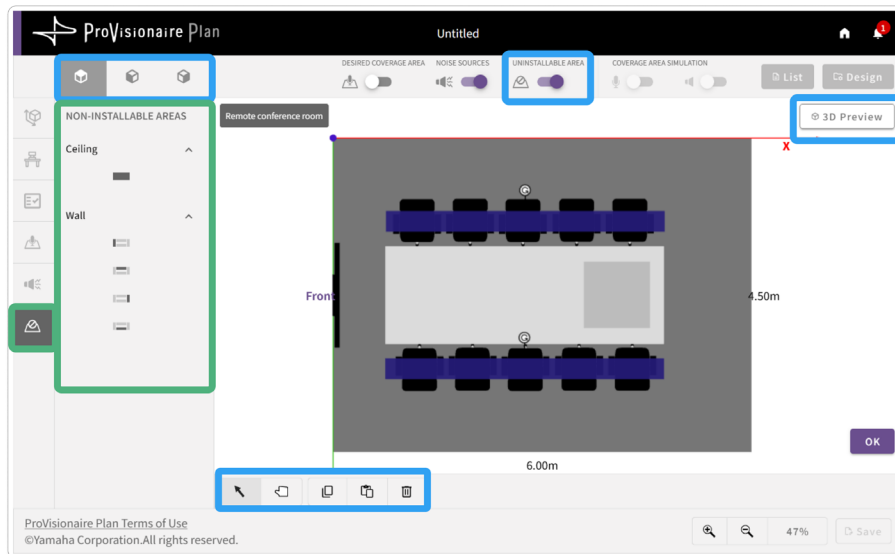 ProVisionaire Plan
Untitled
1
DESIRED COVERAGE AREA
NOISE SOURCES
UNINSTALLABLE AREA
COVERAGE AREA SIMULATION
List
Design
NON-INSTALLABLE AREAS
Remote conference room
3D Preview
X
Ceiling
Wall
Front
4.50m
OK
6.00m
ProVisionaire Plan Terms of Use
©Yamaha Corporation.All rights reserved.
47%
Save